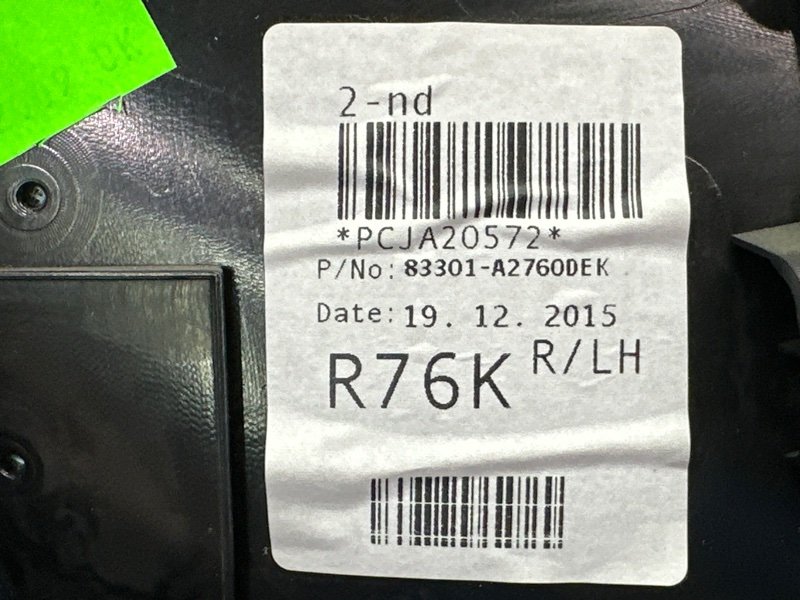 2-nd
*PCJA20572*
P/No: 83301-A2760DEK
Date: 19. 12. 2015
R76K R/LH